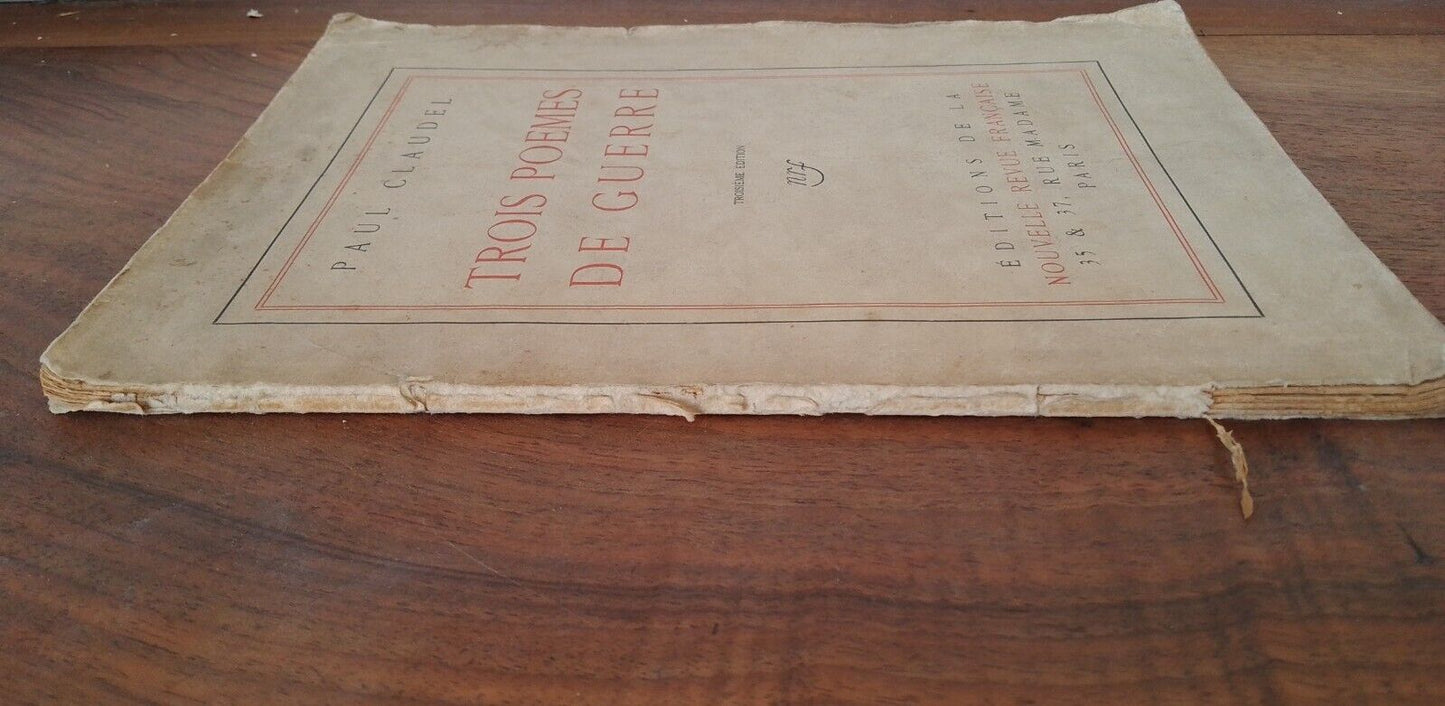 PAUL CLAUDEL
TROIS POEMES
DE GUERRE
TROISIEME EDITION
nrf
ÉDITIONS DE LA
NOUVELLE REVUE FRANÇAISE
35 & 37, RUE MADAME
PARIS